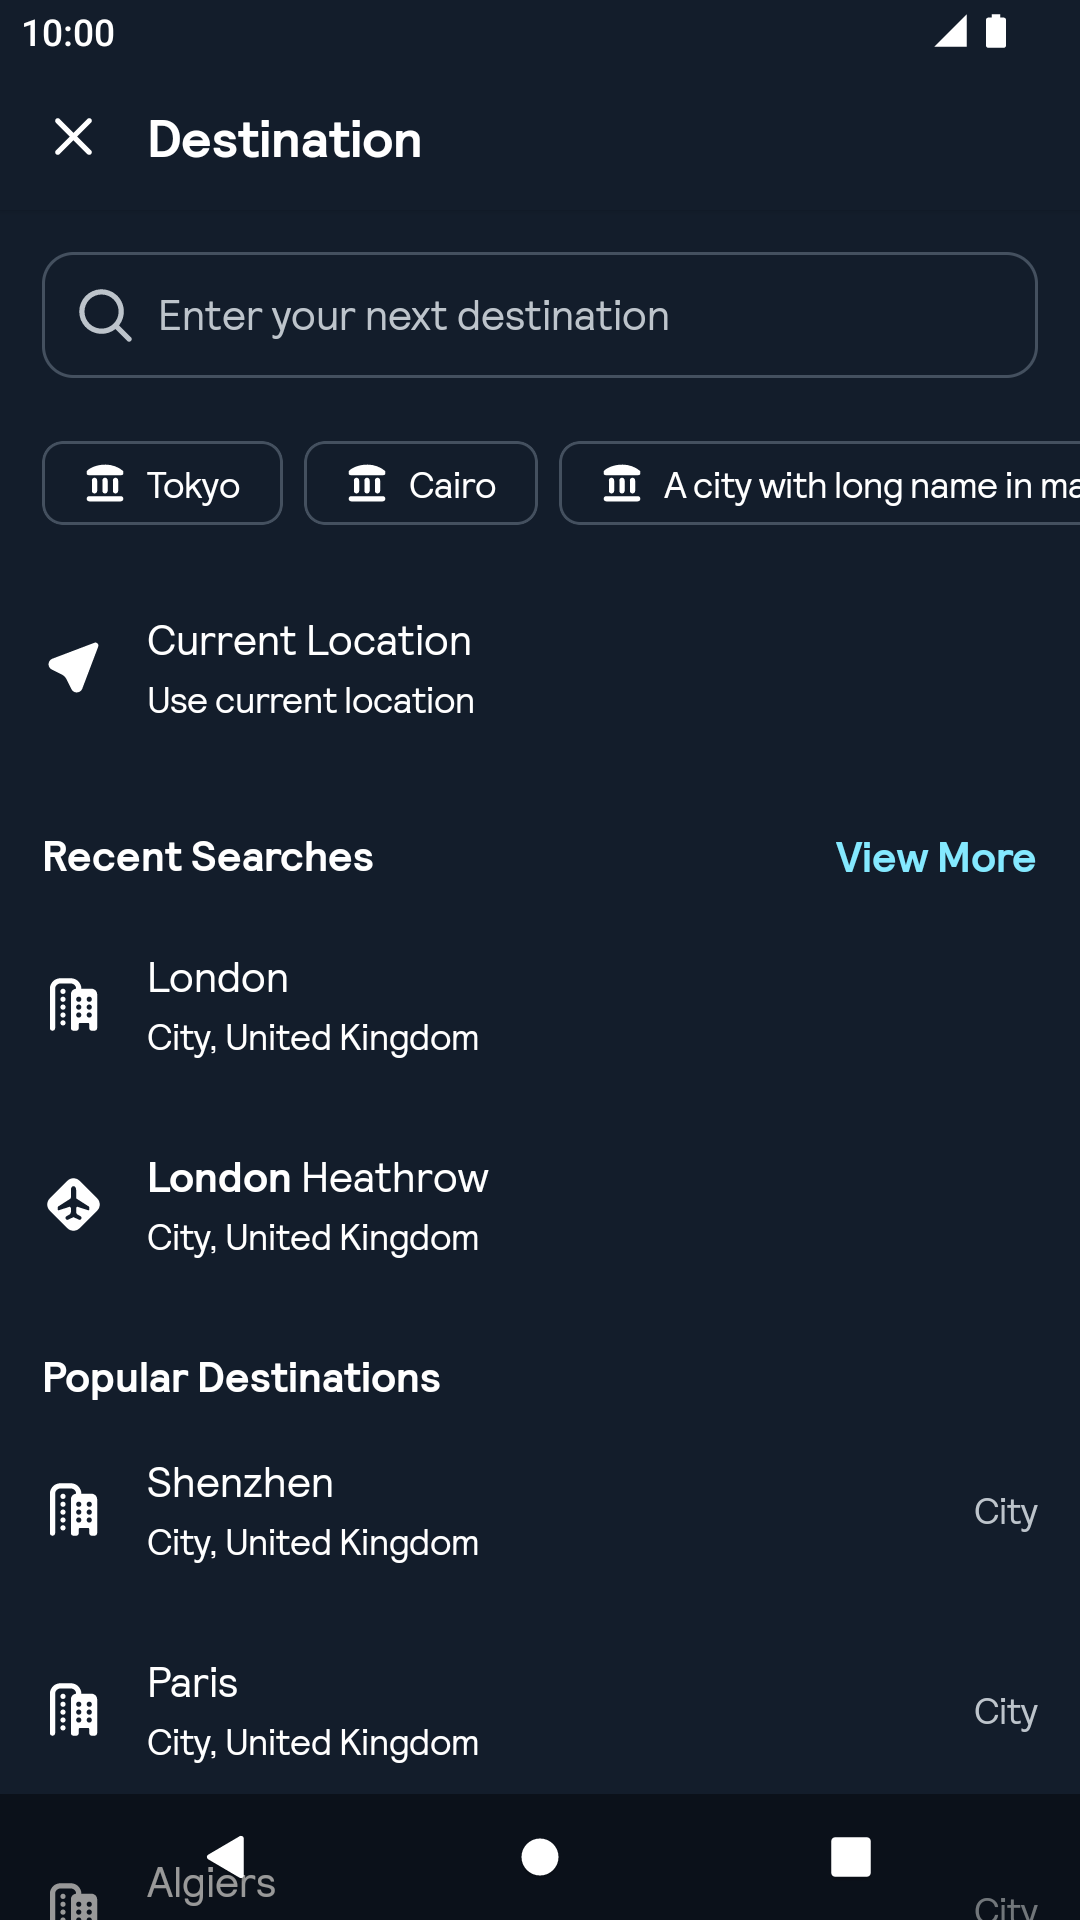 10:00
Destination
Enter your next destination
Tokyo
Cairo
A city with long name in ma
Current Location
Use current location
Recent Searches
View More
London
City, United Kingdom
London Heathrow
City, United Kingdom
Popular Destinations
Shenzhen
City, United Kingdom
City
Paris
City, United Kingdom
City
Algiers
City